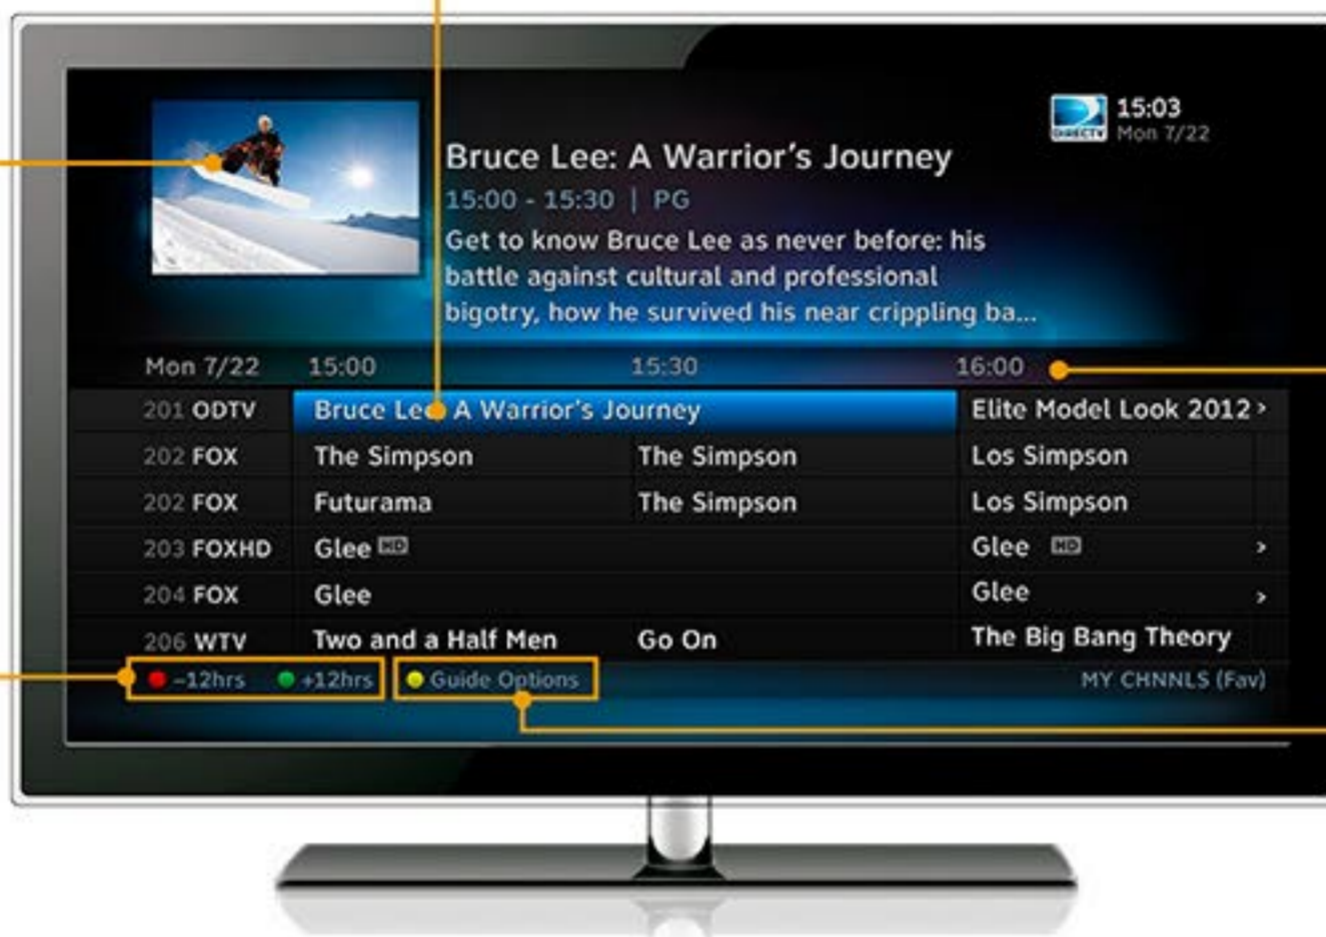 15:03
DIRECTV Mon 7/22
Bruce Lee: A Warrior's Journey
15:00 - 15:30 | PG
Get to know Bruce Lee as never before: his
battle against cultural and professional
bigotry, how he survived his near crippling ba...
Mon 7/22 15:00 15:30 16:00
201 ODTV Bruce Lee A Warrior's Journey Elite Model Look 2012 >
202 FOX The Simpson The Simpson Los Simpson
202 FOX Futurama The Simpson Los Simpson
203 FOXHD Glee HD Glee HD >
204 FOX Glee Glee >
206 WTV Two and a Half Men Go On The Big Bang Theory
-12hrs +12hrs Guide Options MY CHNNLS (Fav)